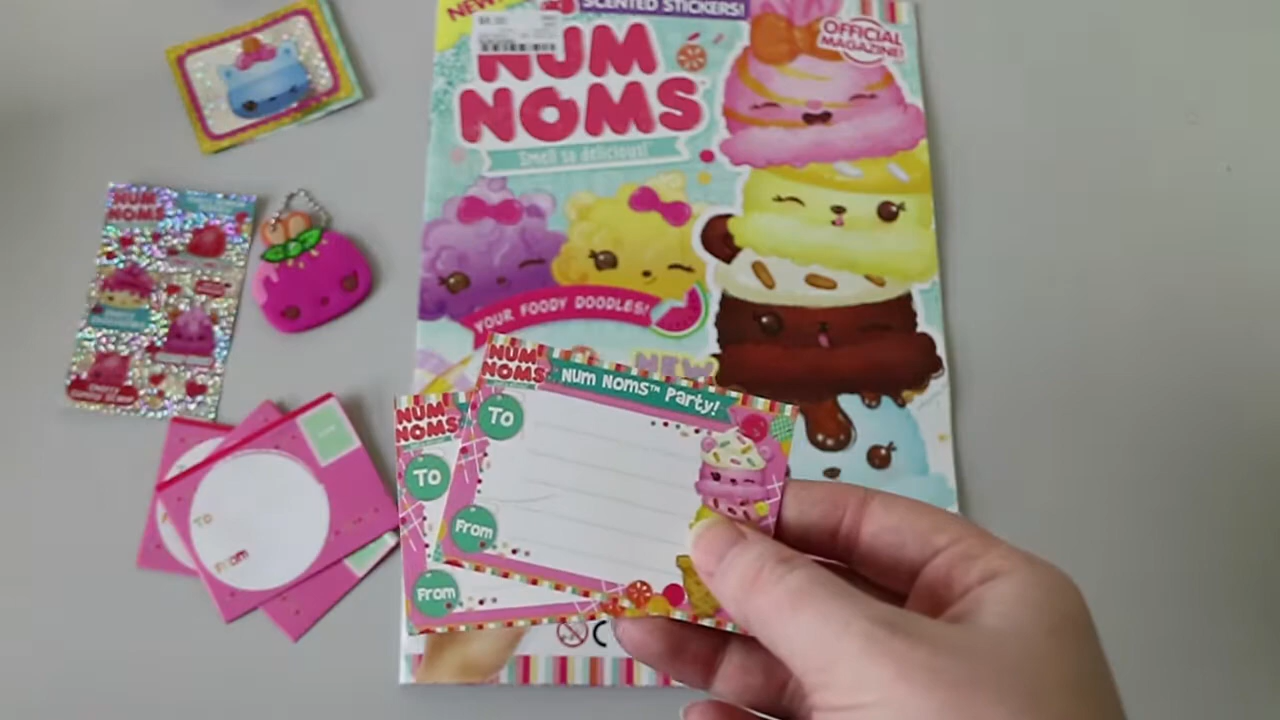 NEW
SCENTED STICKERS!
NUM
NOMS
Smell so delicious!
OFFICIAL
MAGAZINE!
YOUR FOODY DOODLES!
NEW
NUM
NOMS
Num Noms™ Party!
TO
From
NUM
NOMS
TO
From
NUM
NOMS
TO
From